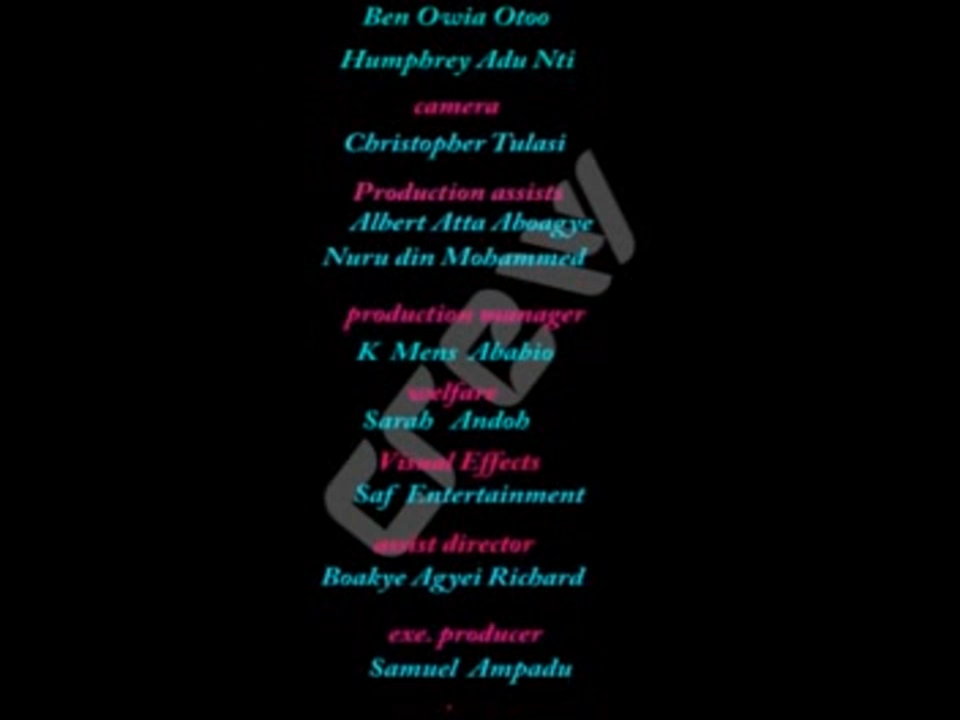 Ben Owia Otoo
Humphrey Adu Nti
camera
Christopher Tulasi
Production assists
Albert Atta Aboagye
Nuru din Mohammed
production manager
K Mens Ababio
welfare
Sarah Andoh
Visual Effects
Saf Entertainment
assist director
Boakye Agyei Richard
exe. producer
Samuel Ampadu